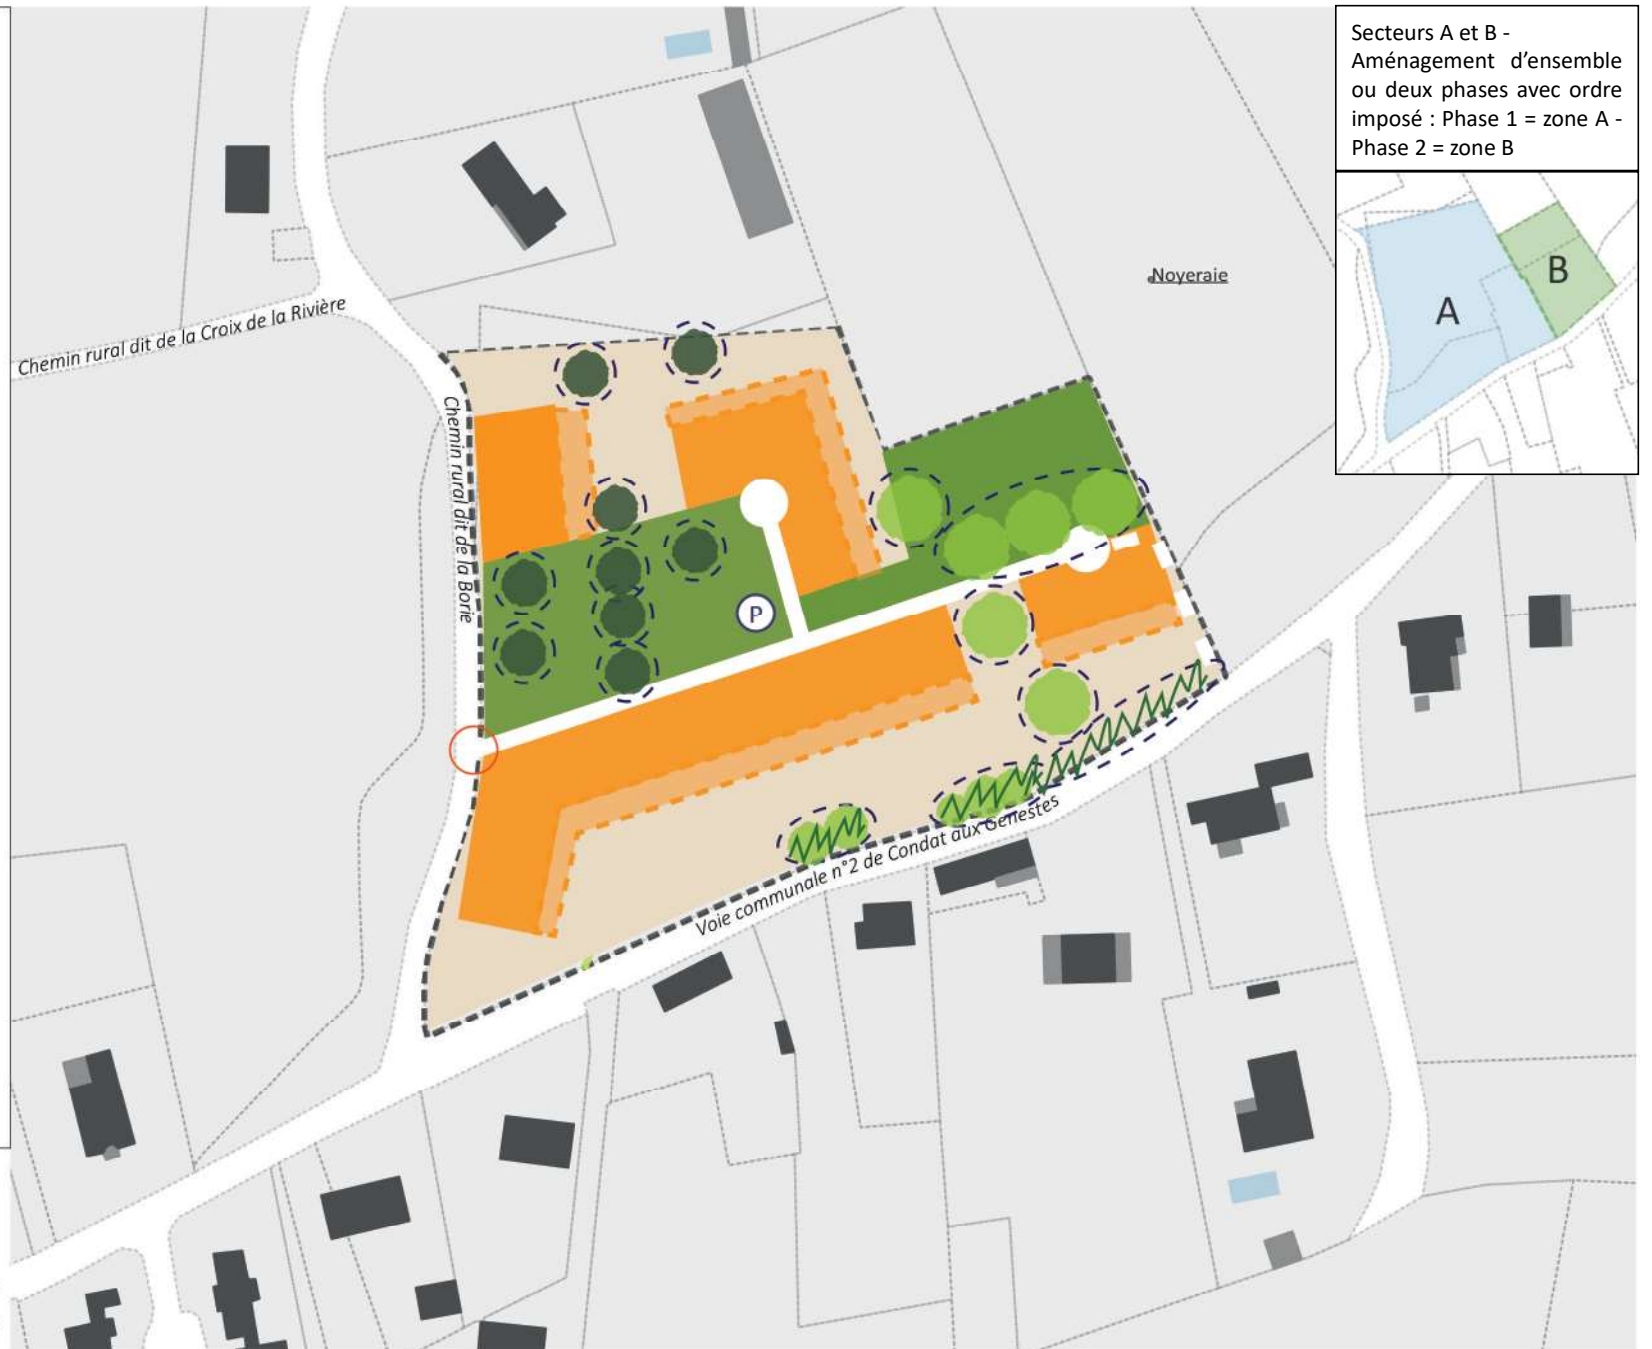 Secteurs A et B -
Aménagement d'ensemble
ou deux phases avec ordre
imposé : Phase 1 = zone A -
Phase 2 = zone B
A
B
Noyeraie
Chemin rural dit de la Croix de la Rivière
Chemin rural dit de la Borie
P
Voie communale n°2 de Condat aux Genestes